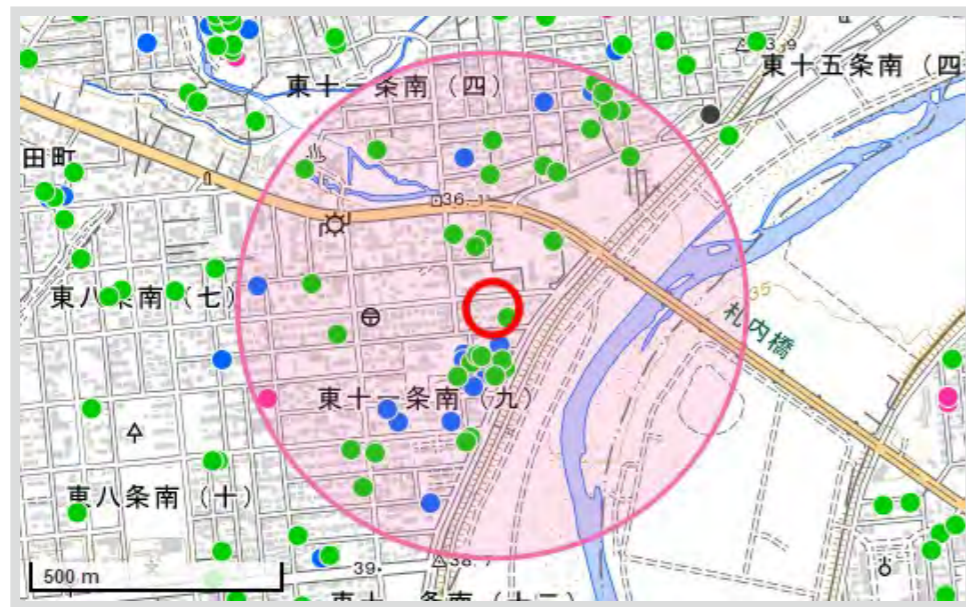 東十一条南（四）
東十五条南（四
田町
36.1
東八条南（七）
35
札内橋
東十一条南（九）
東八条南（十）
38.7
39
500 m